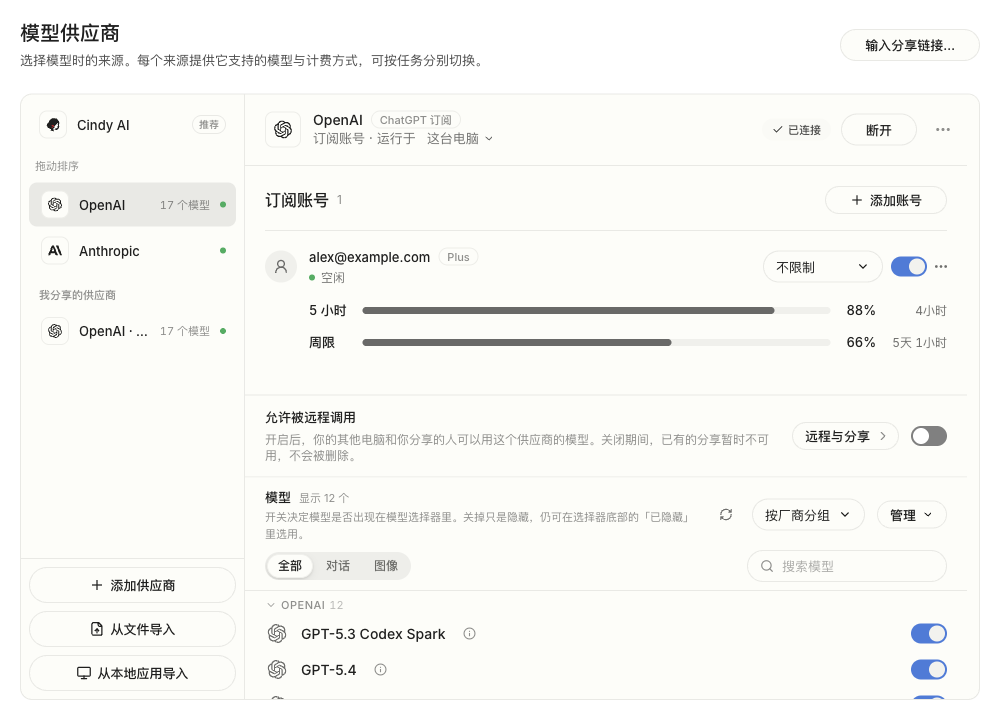 模型供应商
选择模型时的来源。每个来源提供它支持的模型与计费方式，可按任务分别切换。
输入分享链接...
Cindy AI
推荐
拖动排序
OpenAI
17 个模型
Anthropic
我分享的供应商
OpenAI · ...
17 个模型
添加供应商
从文件导入
从本地应用导入
OpenAI
ChatGPT 订阅
订阅账号 · 运行于 这台电脑
已连接
断开
订阅账号 1
添加账号
alex@example.com
Plus
空闲
不限制
5 小时
88%
4小时
周限
66%
5天 1小时
允许被远程调用
开启后，你的其他电脑和你分享的人可以用这个供应商的模型。关闭期间，已有的分享暂时不可
用，不会被删除。
远程与分享
模型 显示 12 个
开关决定模型是否出现在模型选择器里。关掉只是隐藏，仍可在选择器底部的「已隐藏」
里选用。
按厂商分组
管理
全部
对话
图像
搜索模型
OPENAI 12
GPT-5.3 Codex Spark
GPT-5.4